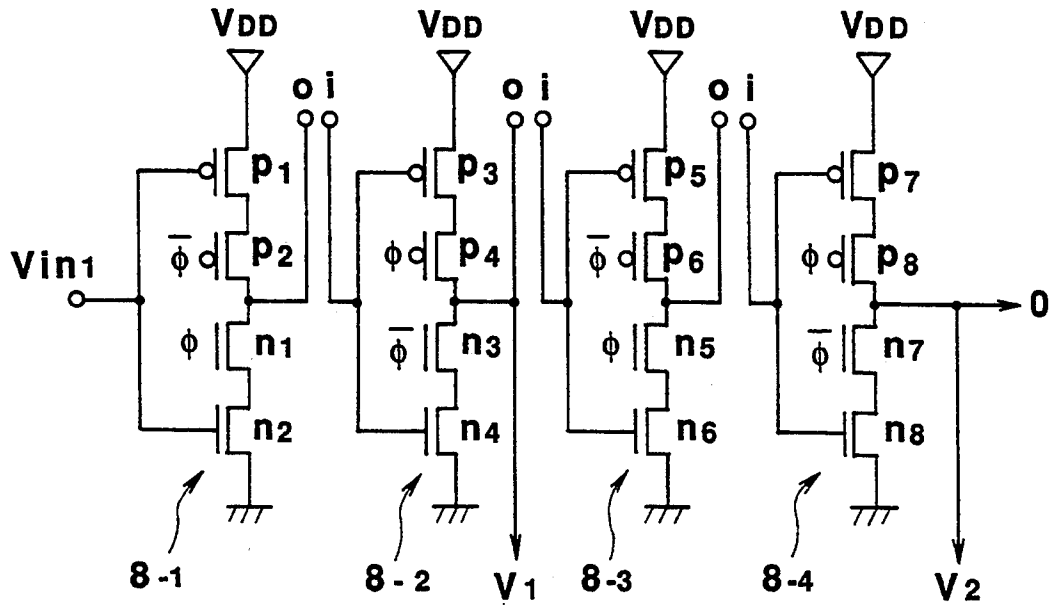 VDD VDD VDD VDD
o i o i o i
p1 p3 p5 p7
Vin1 φ̅ p2 φ p4 φ̅ p6 φ p8
0
φ n1 φ̅ n3 φ n5 φ̅ n7
n2 n4 n6 n8
8-1 8-2 V1 8-3 8-4 V2